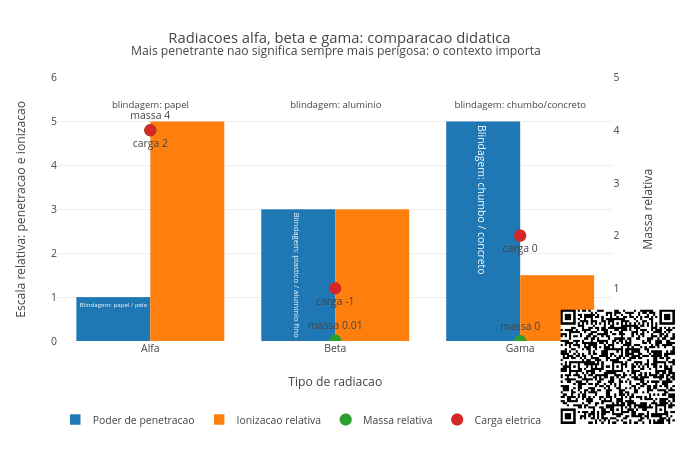 Radiacoes alfa, beta e gama: comparacao didatica
Mais penetrante nao significa sempre mais perigosa: o contexto importa
Escala relativa: penetracao e ionizacao
6
5
4
3
2
1
0
5
4
3
2
1
Massa relativa
blindagem: papel
blindagem: aluminio
blindagem: chumbo/concreto
massa 4
carga 2
Blindagem: papel / pele
Blindagem: plastico / aluminio fino
carga -1
massa 0.01
Blindagem: chumbo / concreto
carga 0
massa 0
Alfa
Beta
Gama
Tipo de radiacao
Poder de penetracao
Ionizacao relativa
Massa relativa
Carga eletrica